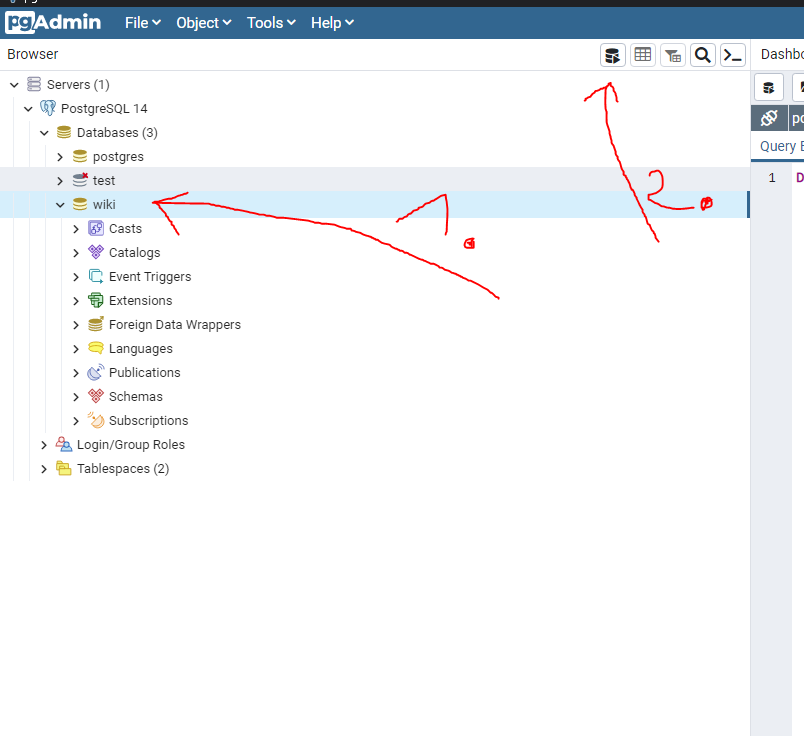 pgAdmin File Object Tools Help
Browser
Servers (1)
PostgreSQL 14
Databases (3)
postgres
test
wiki
Casts
Catalogs
Event Triggers
Extensions
Foreign Data Wrappers
Languages
Publications
Schemas
Subscriptions
Login/Group Roles
Tablespaces (2)
1.
2.
Dashbo
po
Query E
1 D